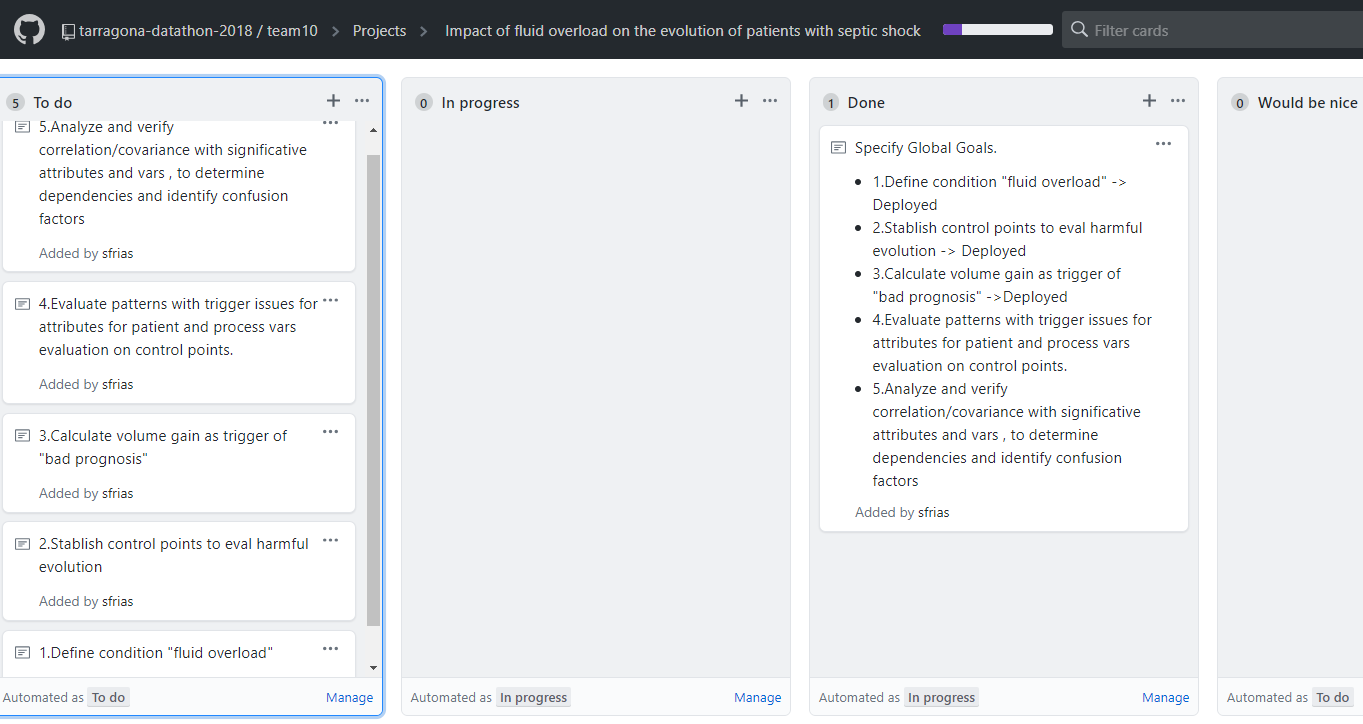 tarragona-datathon-2018 / team10 > Projects > Impact of fluid overload on the evolution of patients with septic shock
Filter cards
5 To do
5.Analyze and verify
correlation/covariance with significative
attributes and vars , to determine
dependencies and identify confusion
factors
Added by sfrias
4.Evaluate patterns with trigger issues for
attributes for patient and process vars
evaluation on control points.
Added by sfrias
3.Calculate volume gain as trigger of
"bad prognosis"
Added by sfrias
2.Stablish control points to eval harmful
evolution
Added by sfrias
1.Define condition "fluid overload"
Automated as To do Manage
0 In progress
Automated as In progress Manage
1 Done
Specify Global Goals.
1.Define condition "fluid overload" ->
Deployed
2.Stablish control points to eval harmful
evolution -> Deployed
3.Calculate volume gain as trigger of
"bad prognosis" ->Deployed
4.Evaluate patterns with trigger issues for
attributes for patient and process vars
evaluation on control points.
5.Analyze and verify
correlation/covariance with significative
attributes and vars , to determine
dependencies and identify confusion
factors
Added by sfrias
Automated as In progress Manage
0 Would be nice
Automated as To do